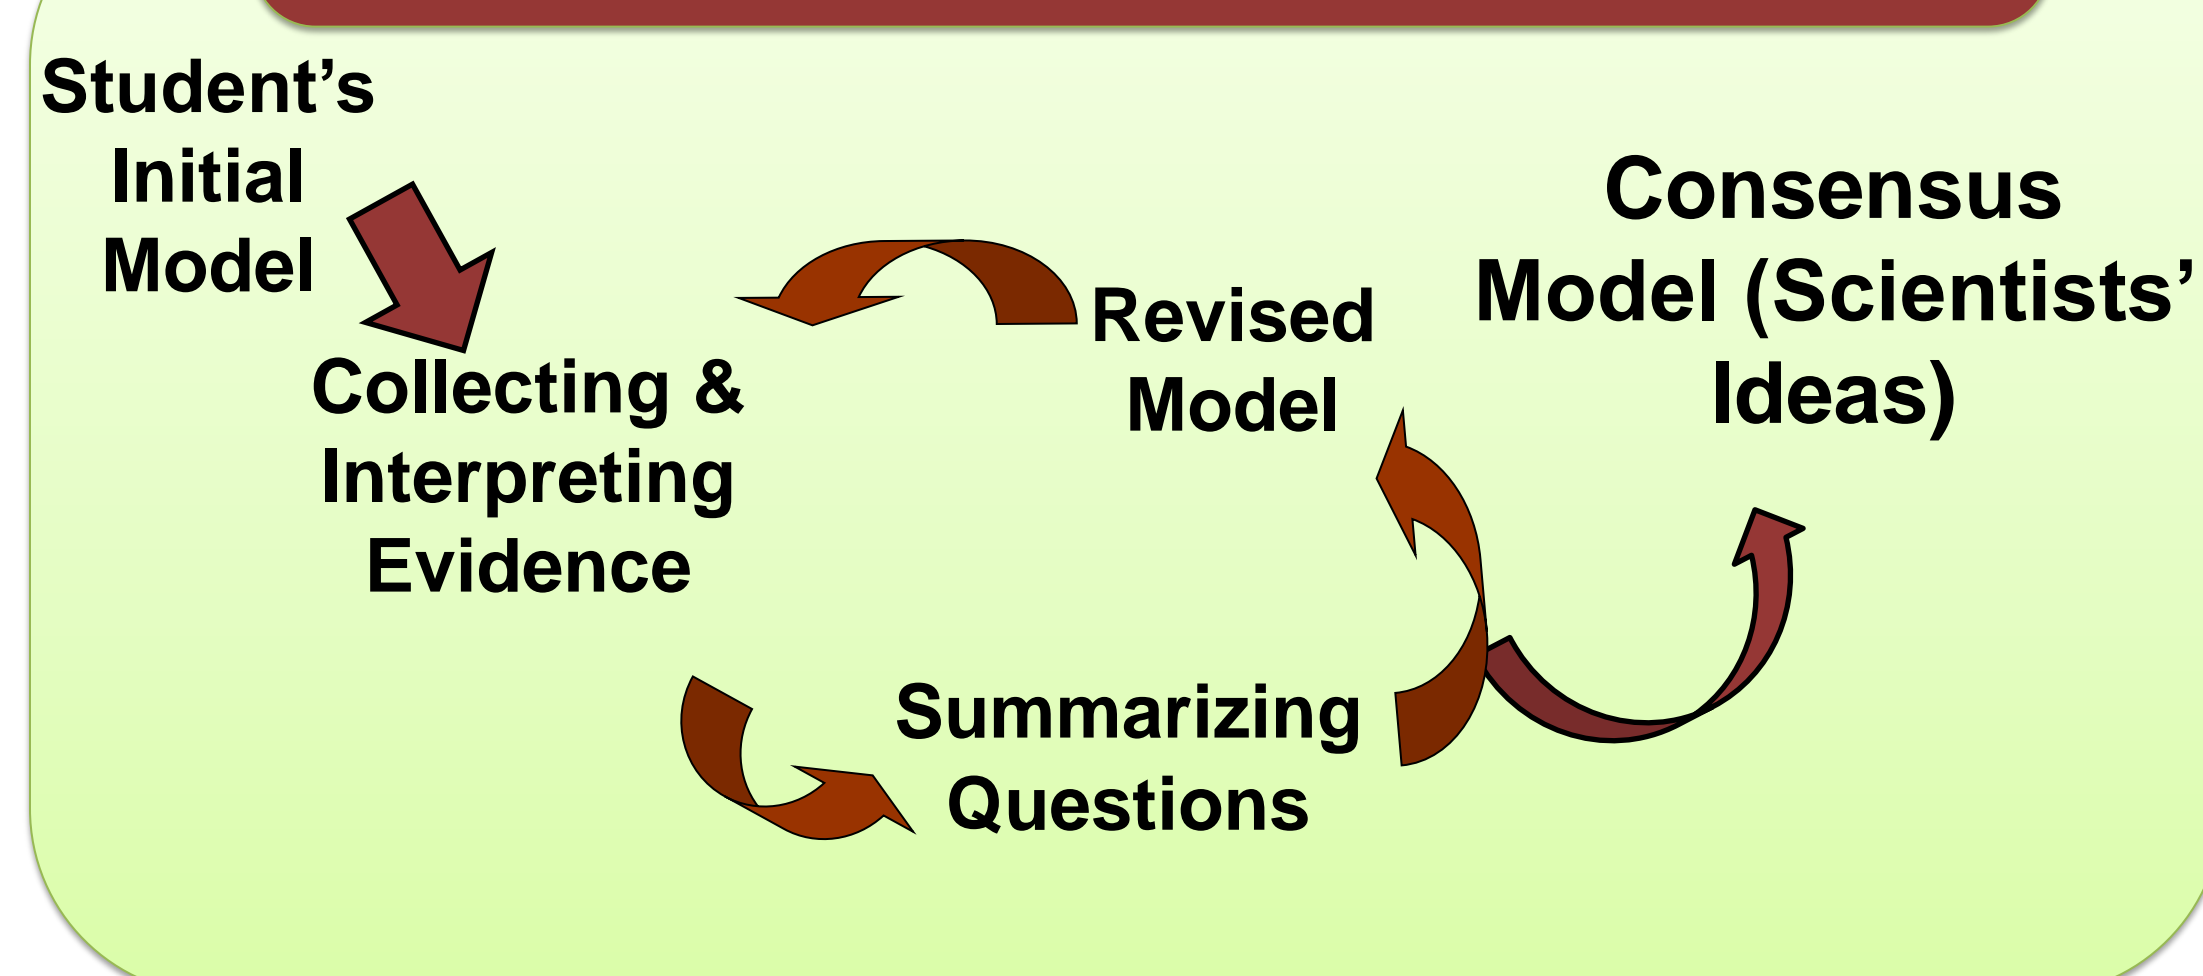 Student’s
Initial
Model
Collecting &
Interpreting
Evidence
Summarizing
Questions
Revised
Model
Consensus
Model (Scientists’
Ideas)